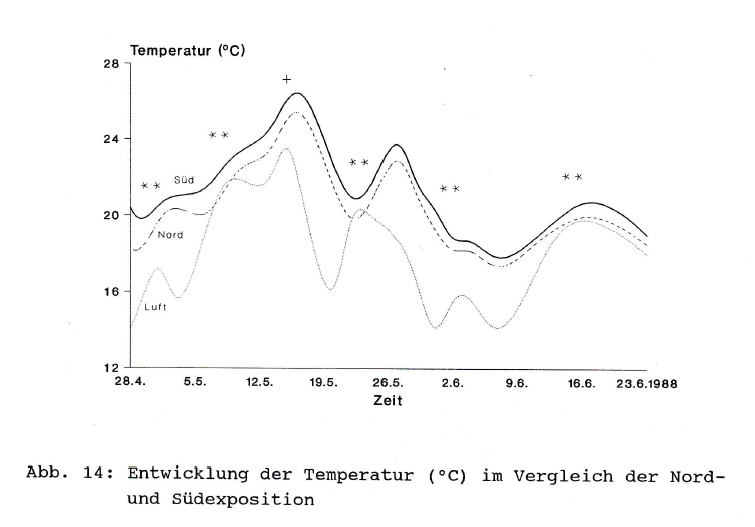 Temperatur (ºC)
28
+
24
**
**
Süd
**
**
**
20
Nord
16
Luft
12
28.4. 5.5. 12.5. 19.5. 26.5. 2.6. 9.6. 16.6. 23.6.1988
Zeit
Abb. 14: Entwicklung der Temperatur (ºC) im Vergleich der Nord-
und Südexposition